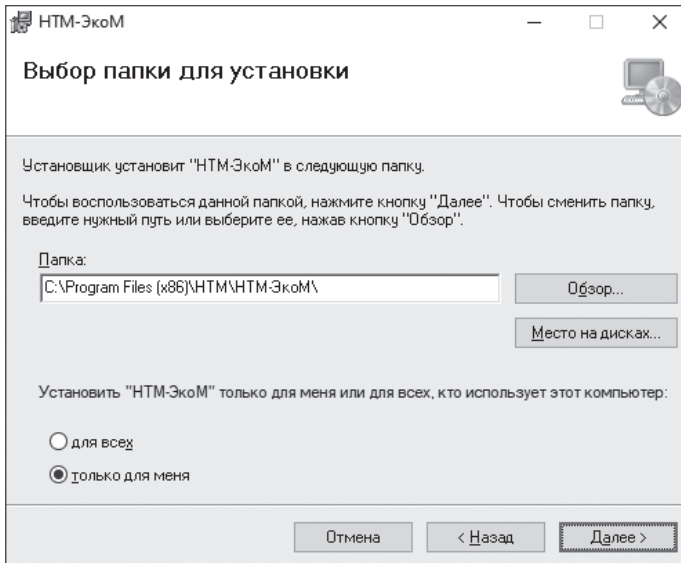 НТМ-ЭкоМ
Выбор папки для установки
Установщик установит "НТМ-ЭкоМ" в следующую папку.
Чтобы воспользоваться данной папкой, нажмите кнопку "Далее". Чтобы сменить папку,
введите нужный путь или выберите ее, нажав кнопку "Обзор".
Папка:
C:\Program Files (x86)\НТМ\НТМ-ЭкоМ\
Обзор...
Место на дисках...
Установить "НТМ-ЭкоМ" только для меня или для всех, кто использует этот компьютер:
для всех
только для меня
Отмена
< Назад
Далее >